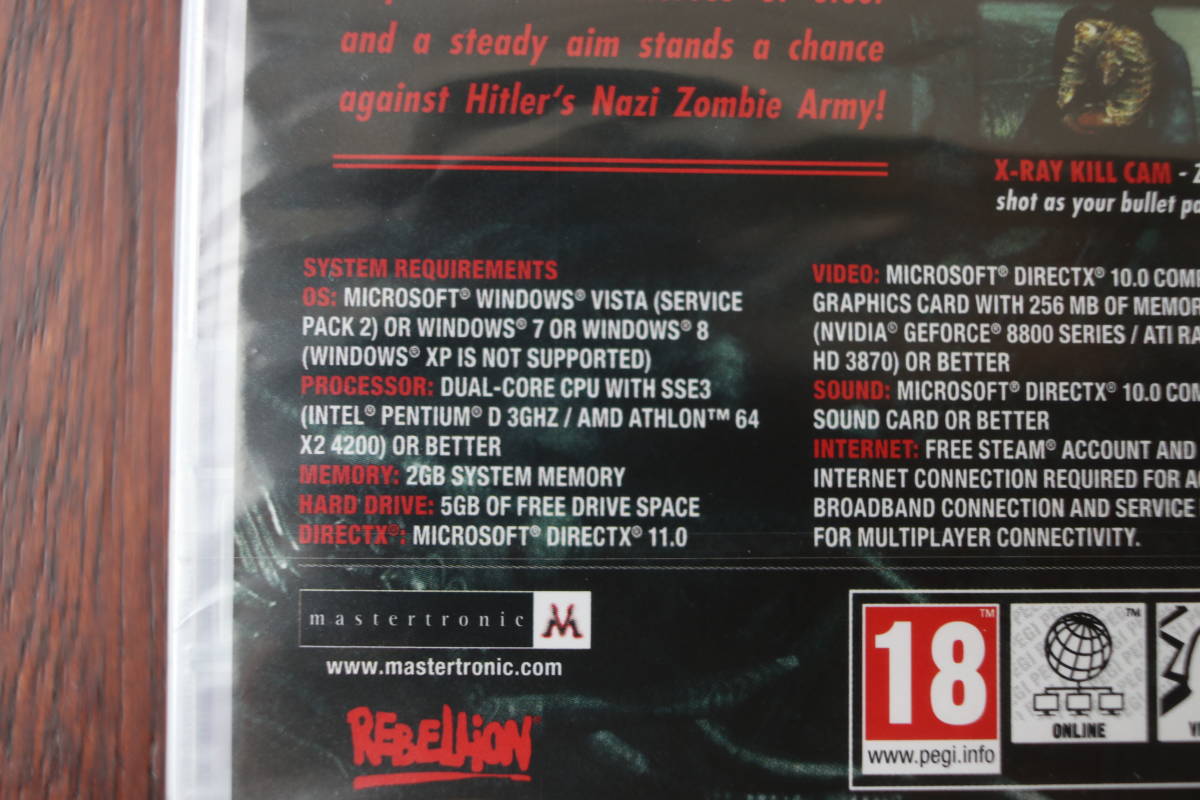 and a steady aim stands a chance
against Hitler's Nazi Zombie Army!
X-RAY KILL CAM -
shot as your bullet
SYSTEM REQUIREMENTS
OS: MICROSOFT® WINDOWS® VISTA (SERVICE
PACK 2) OR WINDOWS® 7 OR WINDOWS® 8
(WINDOWS® XP IS NOT SUPPORTED)
PROCESSOR: DUAL-CORE CPU WITH SSE3
(INTEL® PENTIUM® D 3GHZ / AMD ATHLON™ 64
X2 4200) OR BETTER
MEMORY: 2GB SYSTEM MEMORY
HARD DRIVE: 5GB OF FREE DRIVE SPACE
DIRECTX®: MICROSOFT® DIRECTX® 11.0
VIDEO: MICROSOFT® DIRECTX® 10.0
GRAPHICS CARD WITH 256 MB OF
(NVIDIA® GEFORCE® 8800 SERIES / ATI
HD 3870) OR BETTER
SOUND: MICROSOFT® DIRECTX® 10.0
SOUND CARD OR BETTER
INTERNET: FREE STEAM® ACCOUNT AND
INTERNET CONNECTION REQUIRED FOR
BROADBAND CONNECTION AND SERVICE
FOR MULTIPLAYER CONNECTIVITY.
mastertronic M
www.mastertronic.com
REBELLION
18™
www.pegi.info
™
ONLINE